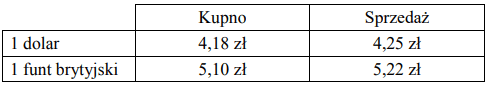 Kupno Sprzedaż
1 dolar 4,18 zł 4,25 zł
1 funt brytyjski 5,10 zł 5,22 zł